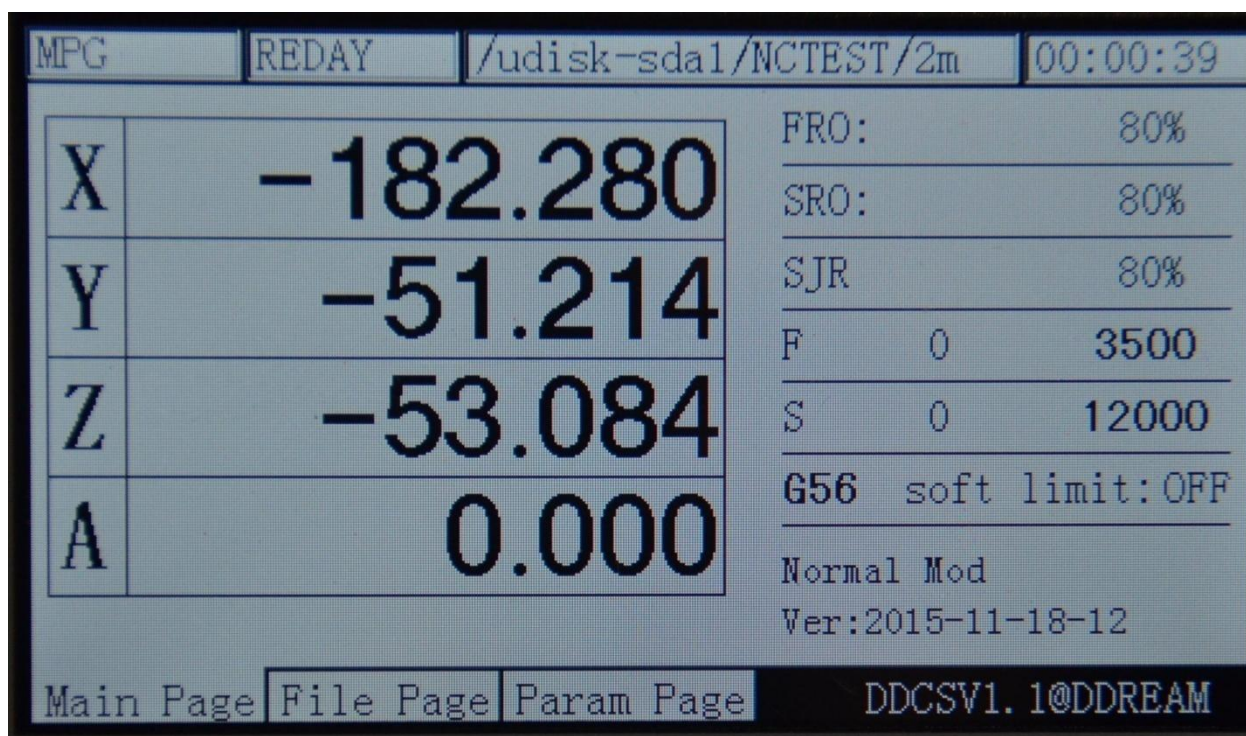 MPG REDAY /udisk-sda1/NCTEST/2m 00:00:39
X -182.280
Y -51.214
Z -53.084
A 0.000
FRO: 80%
SRO: 80%
SJR 80%
F 0 3500
S 0 12000
G56 soft limit:OFF
Normal Mod
Ver:2015-11-18-12
Main Page File Page Param Page DDCSV1.1@DDREAM